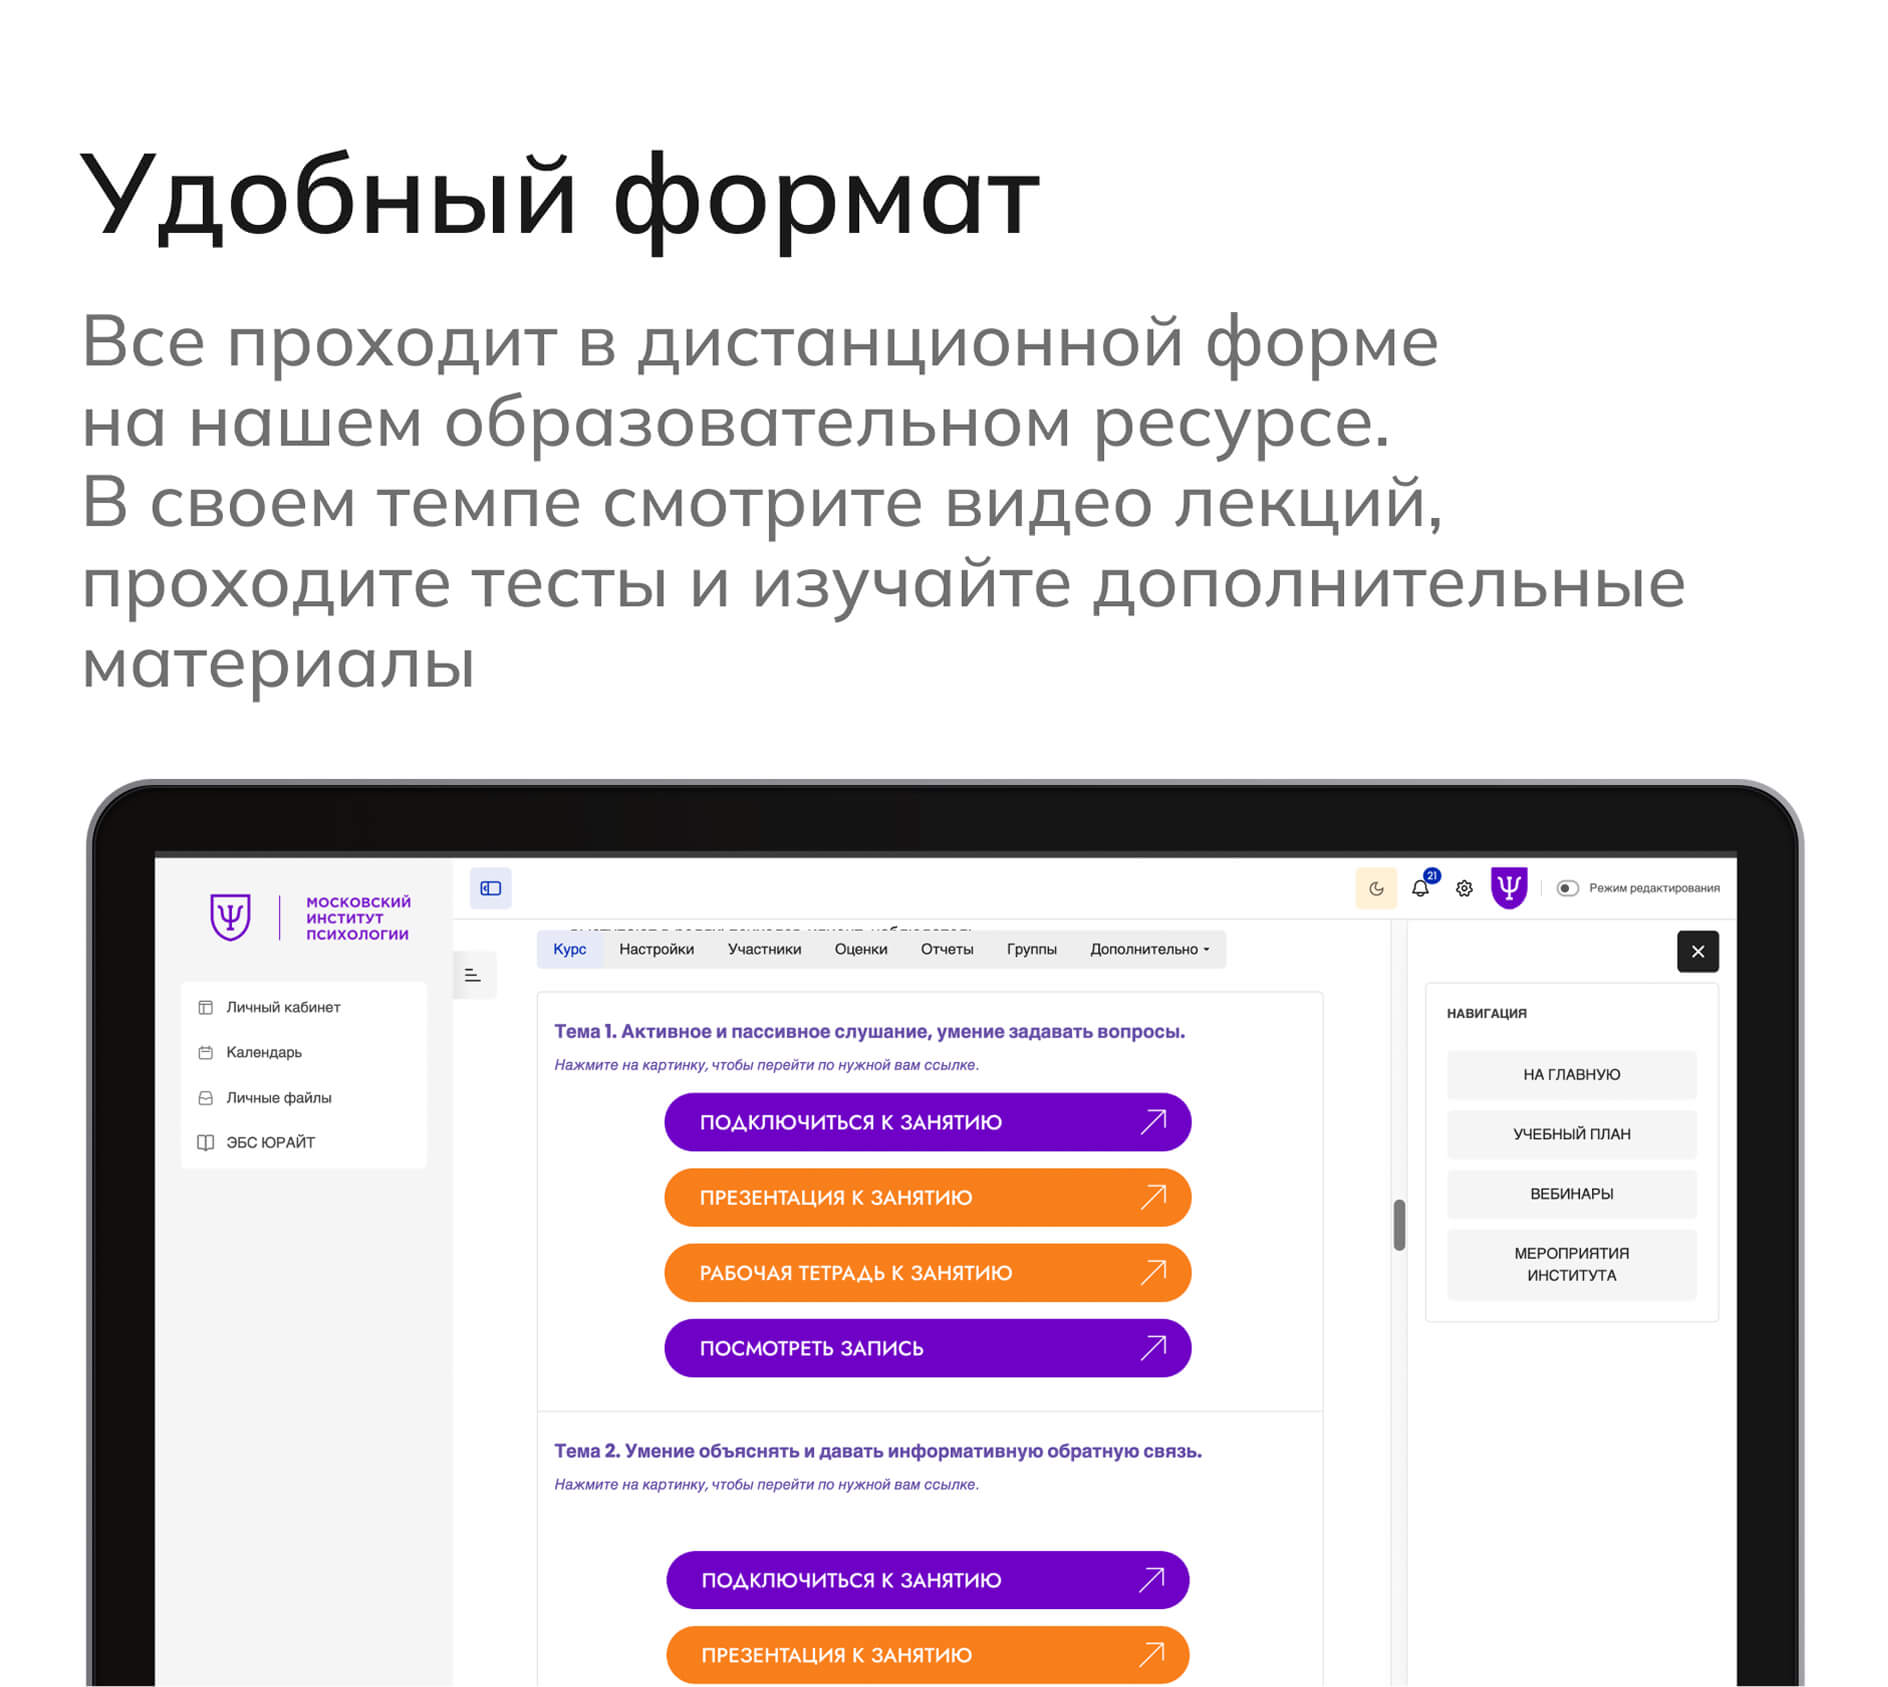 Удобный формат
Все проходит в дистанционной форме
на нашем образовательном ресурсе.
В своем темпе смотрите видео лекций,
проходите тесты и изучайте дополнительные
материалы
МОСКОВСКИЙ
ИНСТИТУТ
ПСИХОЛОГИИ
Личный кабинет
Календарь
Личные файлы
ЭБС ЮРАЙТ
21
Режим редактирования
Курс Настройки Участники Оценки Отчеты Группы Дополнительно
Тема 1. Активное и пассивное слушание, умение задавать вопросы.
Нажмите на картинку, чтобы перейти по нужной вам ссылке.
ПОДКЛЮЧИТЬСЯ К ЗАНЯТИЮ
ПРЕЗЕНТАЦИЯ К ЗАНЯТИЮ
РАБОЧАЯ ТЕТРАДЬ К ЗАНЯТИЮ
ПОСМОТРЕТЬ ЗАПИСЬ
Тема 2. Умение объяснять и давать информативную обратную связь.
Нажмите на картинку, чтобы перейти по нужной вам ссылке.
ПОДКЛЮЧИТЬСЯ К ЗАНЯТИЮ
ПРЕЗЕНТАЦИЯ К ЗАНЯТИЮ
НАВИГАЦИЯ
НА ГЛАВНУЮ
УЧЕБНЫЙ ПЛАН
ВЕБИНАРЫ
МЕРОПРИЯТИЯ
ИНСТИТУТА